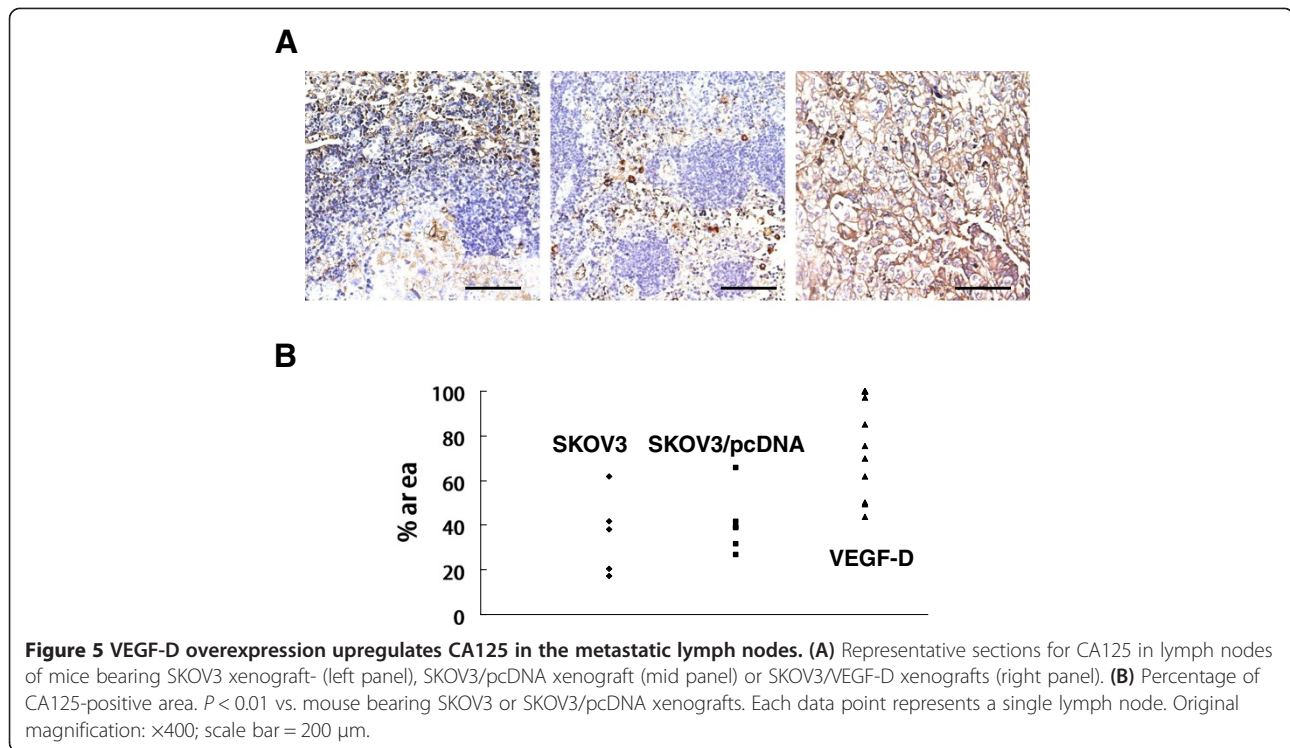 A
B
100
80
60
40
20
0
% area
SKOV3
SKOV3/pcDNA
VEGF-D
Figure 5 VEGF-D overexpression upregulates CA125 in the metastatic lymph nodes. (A) Representative sections for CA125 in lymph nodes
of mice bearing SKOV3 xenograft- (left panel), SKOV3/pcDNA xenograft (mid panel) or SKOV3/VEGF-D xenografts (right panel). (B) Percentage of
CA125-positive area. P < 0.01 vs. mouse bearing SKOV3 or SKOV3/pcDNA xenografts. Each data point represents a single lymph node. Original
magnification: ×400; scale bar = 200 μm.